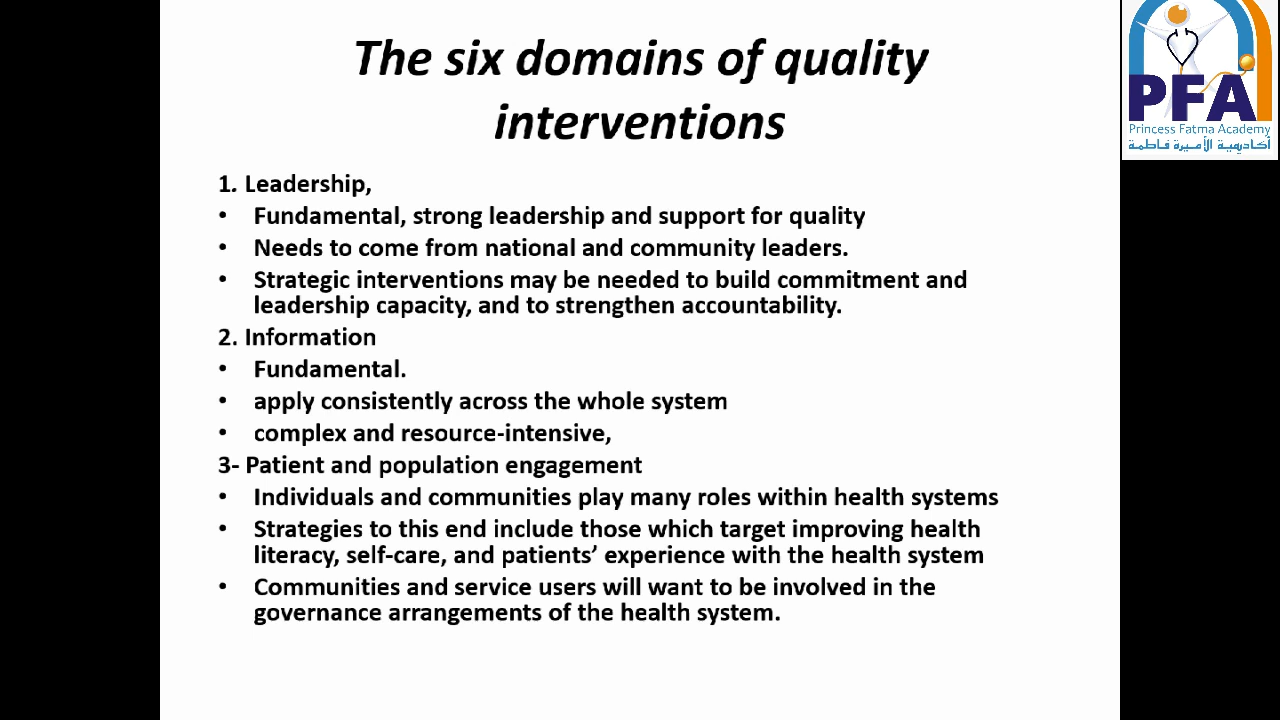 The six domains of quality
interventions
1. Leadership,
• Fundamental, strong leadership and support for quality
• Needs to come from national and community leaders.
• Strategic interventions may be needed to build commitment and
leadership capacity, and to strengthen accountability.
2. Information
• Fundamental.
• apply consistently across the whole system
• complex and resource-intensive,
3- Patient and population engagement
• Individuals and communities play many roles within health systems
• Strategies to this end include those which target improving health
literacy, self-care, and patients’ experience with the health system
• Communities and service users will want to be involved in the
governance arrangements of the health system.
PFA
Princess Fatma Academy
أكاديمية الأميرة فاطمة